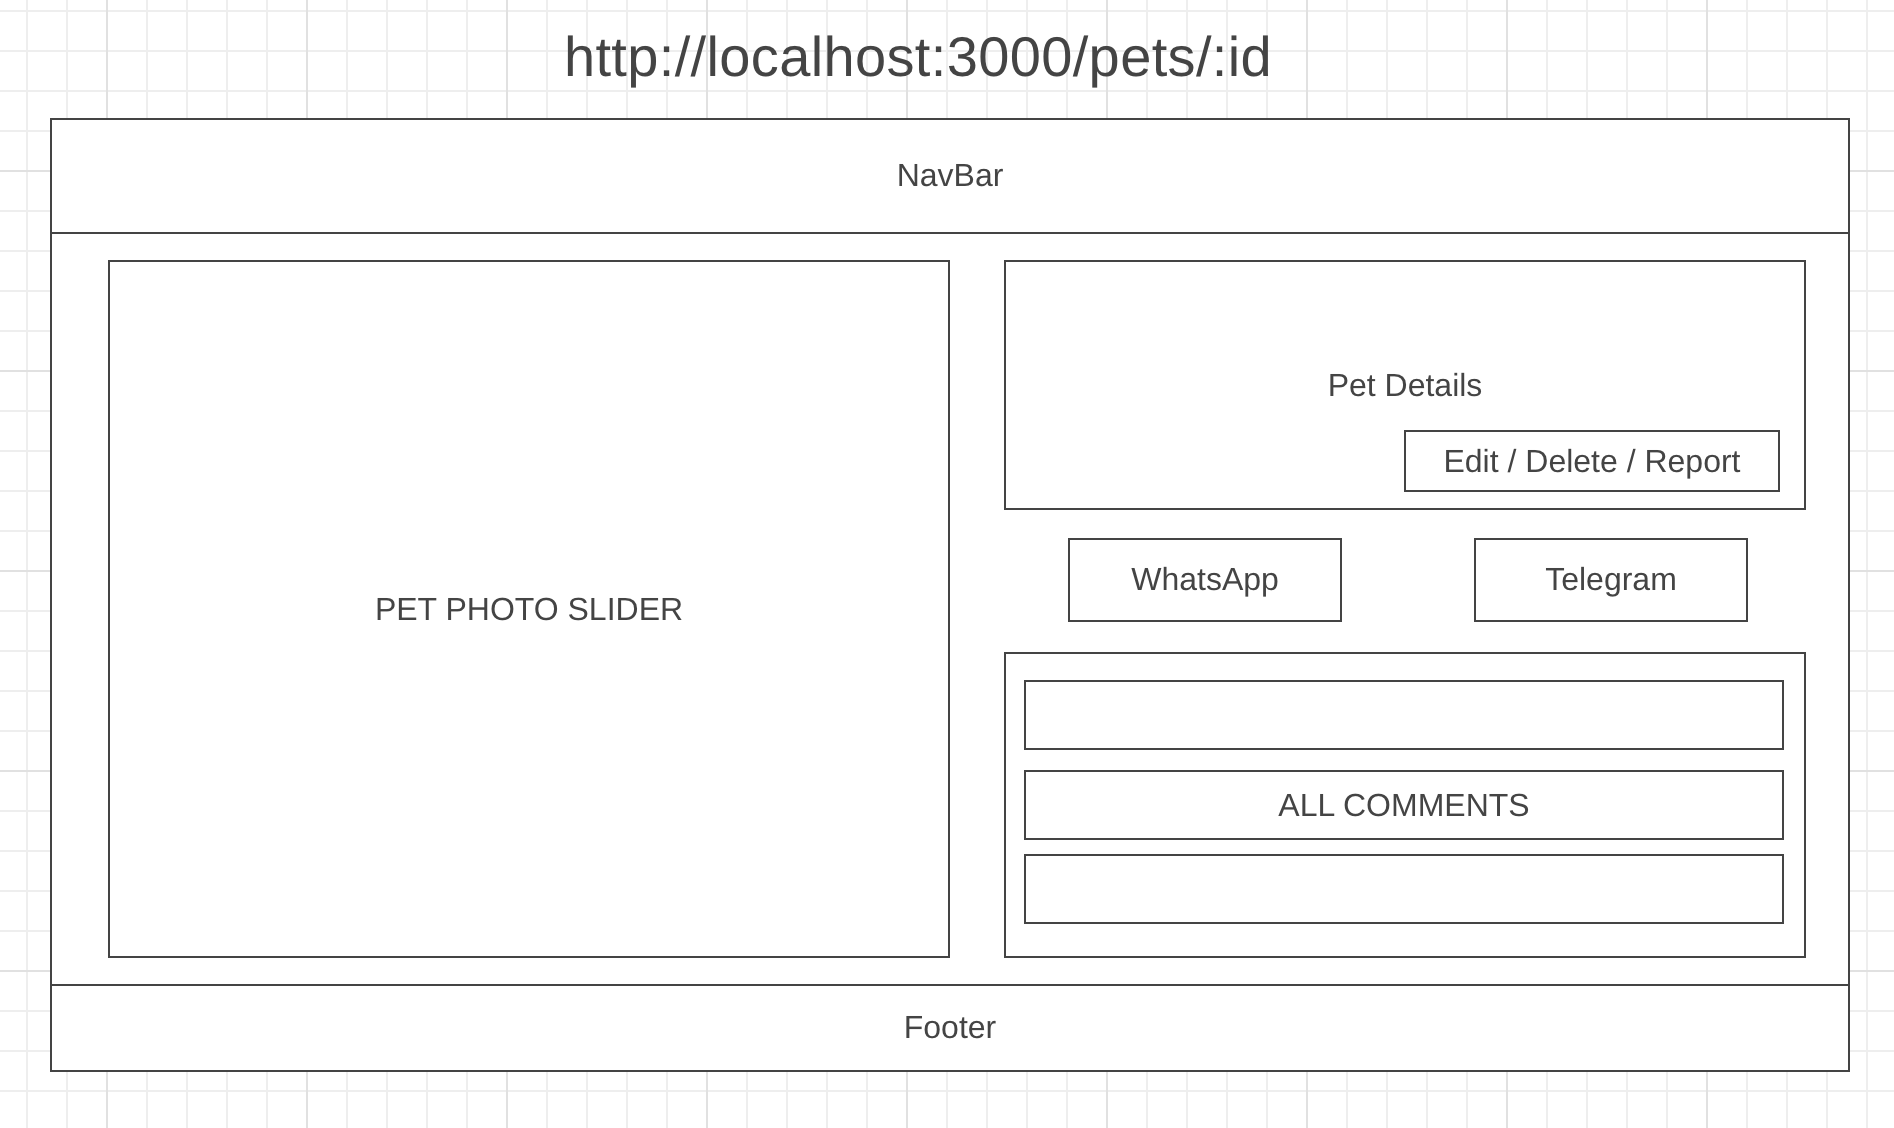 http://localhost:3000/pets/:id
NavBar
PET PHOTO SLIDER
Pet Details
Edit / Delete / Report
WhatsApp
Telegram
ALL COMMENTS
Footer